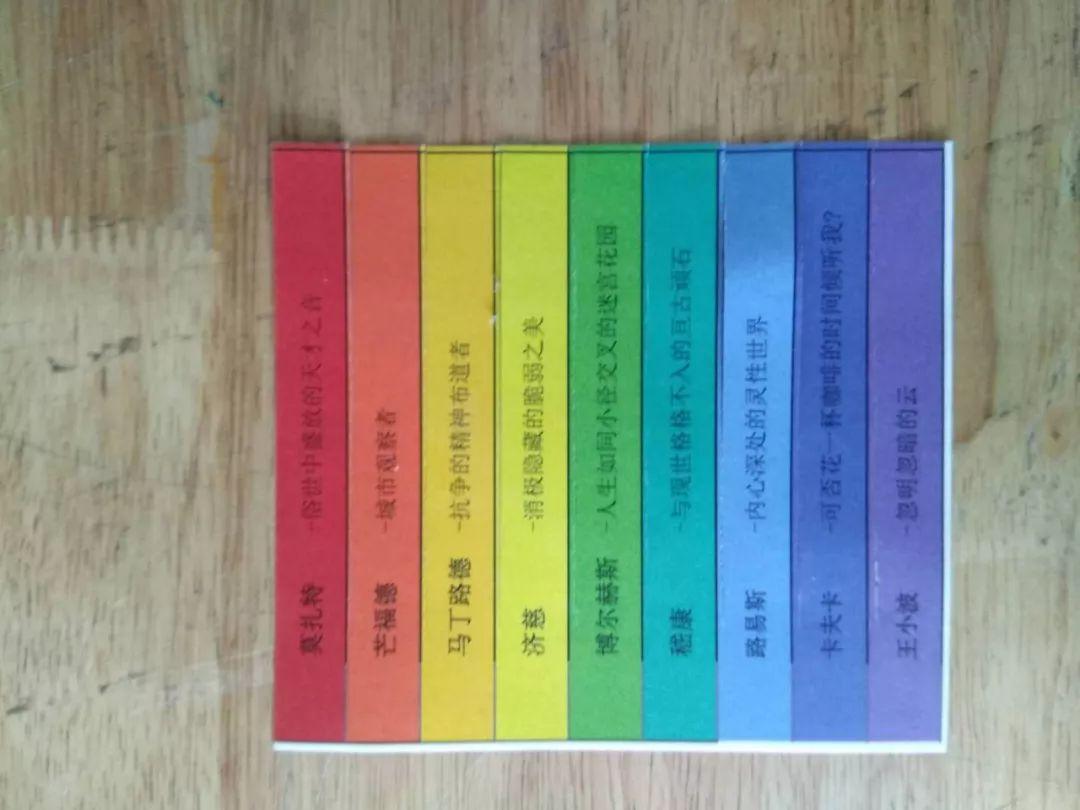 莫扎特 -俗世中盛放的天才之音
芒福德 -城市观察者
马丁路德 -抗争的精神布道者
济慈 -消极隐藏的脆弱之美
博尔赫斯 -人生如同小径交叉的迷宫花园
嵇康 -与现世格格不入的亘古顽石
路易斯 -内心深处的灵性世界
卡夫卡 -可否花一杯咖啡的时间倾听我?
王小波 -忽明忽暗的云